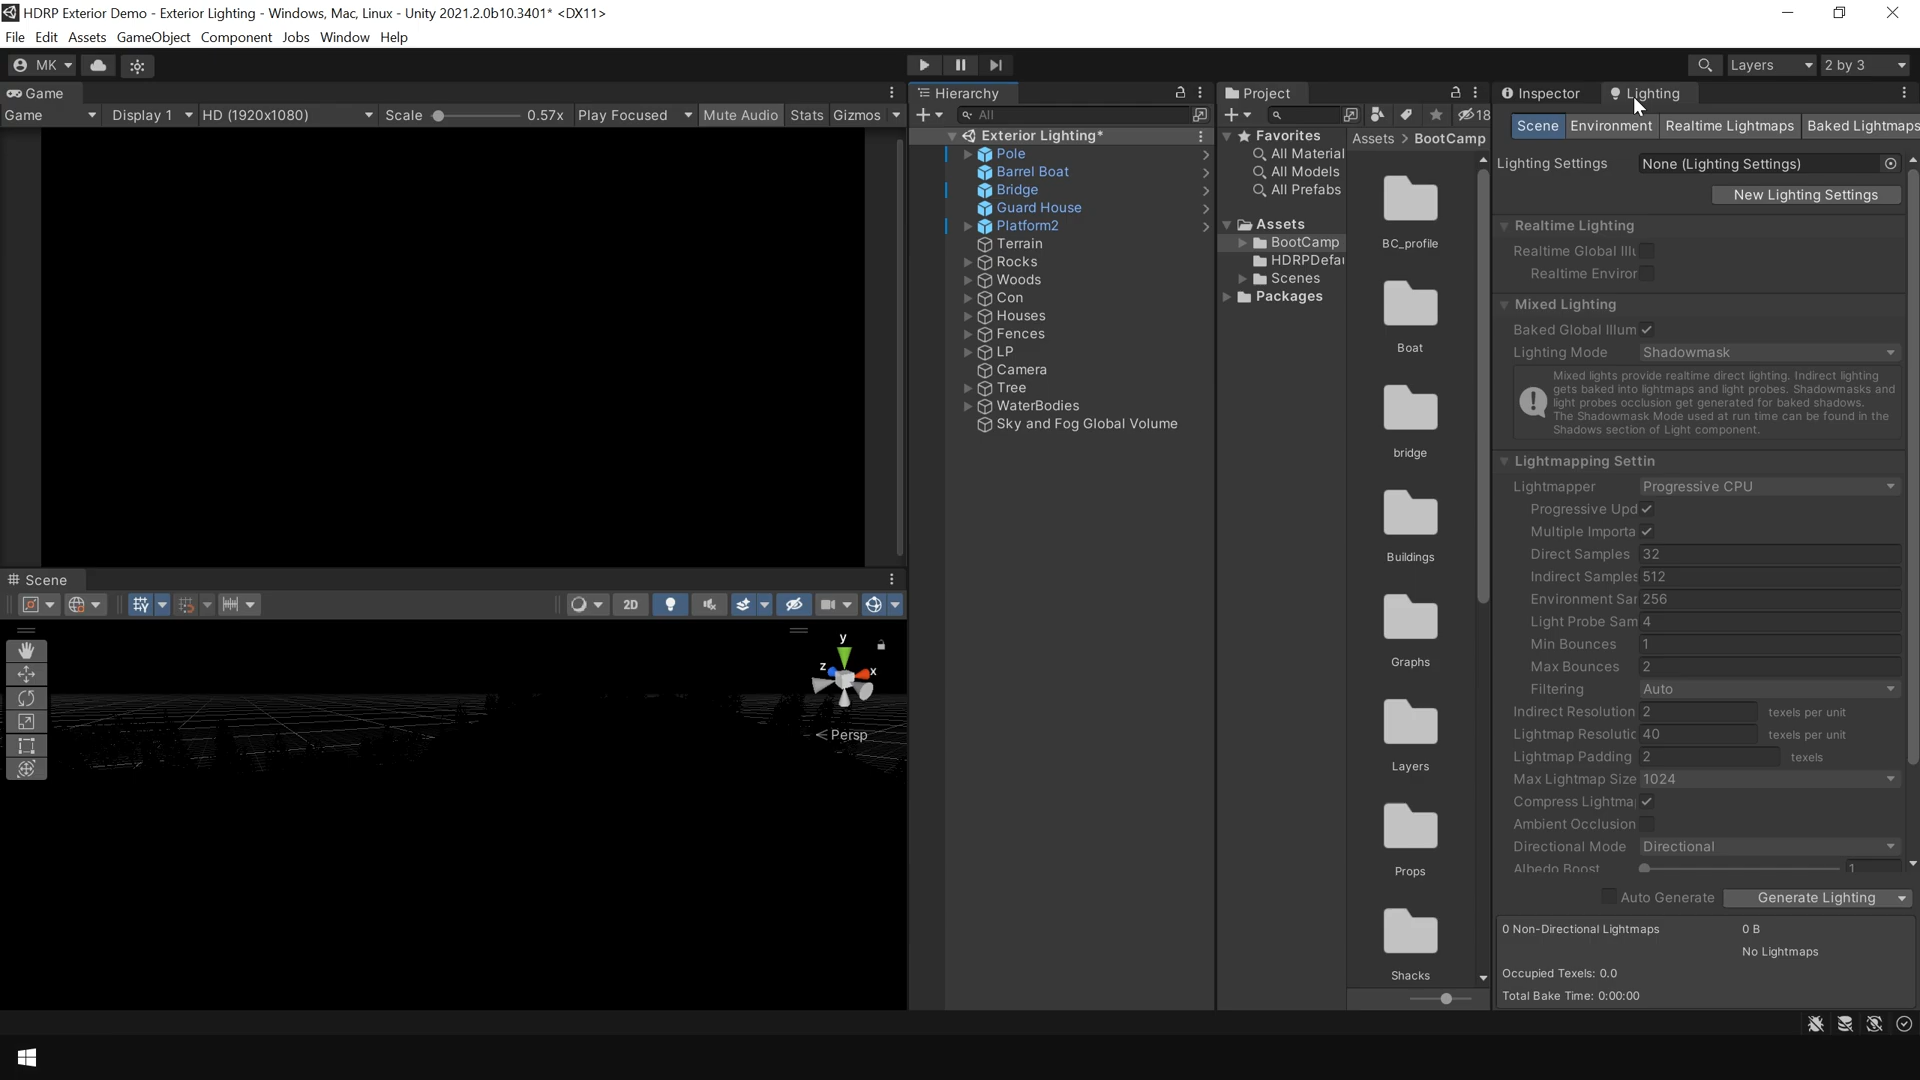 HDRP Exterior Demo - Exterior Lighting - Windows, Mac, Linux - Unity 2021.2.0b10.3401* <DX11>
File Edit Assets GameObject Component Jobs Window Help
MK
Layers
2 by 3
Game
Game Display 1 HD (1920x1080) Scale 0.57x Play Focused Mute Audio Stats Gizmos
Scene
2D
y
z x
Persp
Hierarchy
All
Exterior Lighting*
Pole
Barrel Boat
Bridge
Guard House
Platform2
Terrain
Rocks
Woods
Con
Houses
Fences
LP
Camera
Tree
WaterBodies
Sky and Fog Global Volume
Project
18
Favorites
All Material
All Models
All Prefabs
Assets
BootCamp
HDRPDefau
Scenes
Packages
Assets > BootCamp
BC_profile
Boat
bridge
Buildings
Graphs
Layers
Props
Shacks
Inspector Lighting
Scene Environment Realtime Lightmaps Baked Lightmaps
Lighting Settings None (Lighting Settings)
New Lighting Settings
Realtime Lighting
Realtime Global Illu
Realtime Enviror
Mixed Lighting
Baked Global Illum
Lighting Mode Shadowmask
Mixed lights provide realtime direct lighting. Indirect lighting
gets baked into lightmaps and light probes. Shadowmasks and
light probes occlusion get generated for baked shadows.
The Shadowmask Mode used at run time can be found in the
Shadows section of Light component.
Lightmapping Settin
Lightmapper Progressive CPU
Progressive Upd
Multiple Importa
Direct Samples 32
Indirect Samples 512
Environment Sar 256
Light Probe Sam 4
Min Bounces 1
Max Bounces 2
Filtering Auto
Indirect Resolution 2 texels per unit
Lightmap Resolutic 40 texels per unit
Lightmap Padding 2 texels
Max Lightmap Size 1024
Compress Lightma
Ambient Occlusion
Directional Mode Directional
Albedo Boost 1
Auto Generate Generate Lighting
0 Non-Directional Lightmaps 0 B
No Lightmaps
Occupied Texels: 0.0
Total Bake Time: 0:00:00